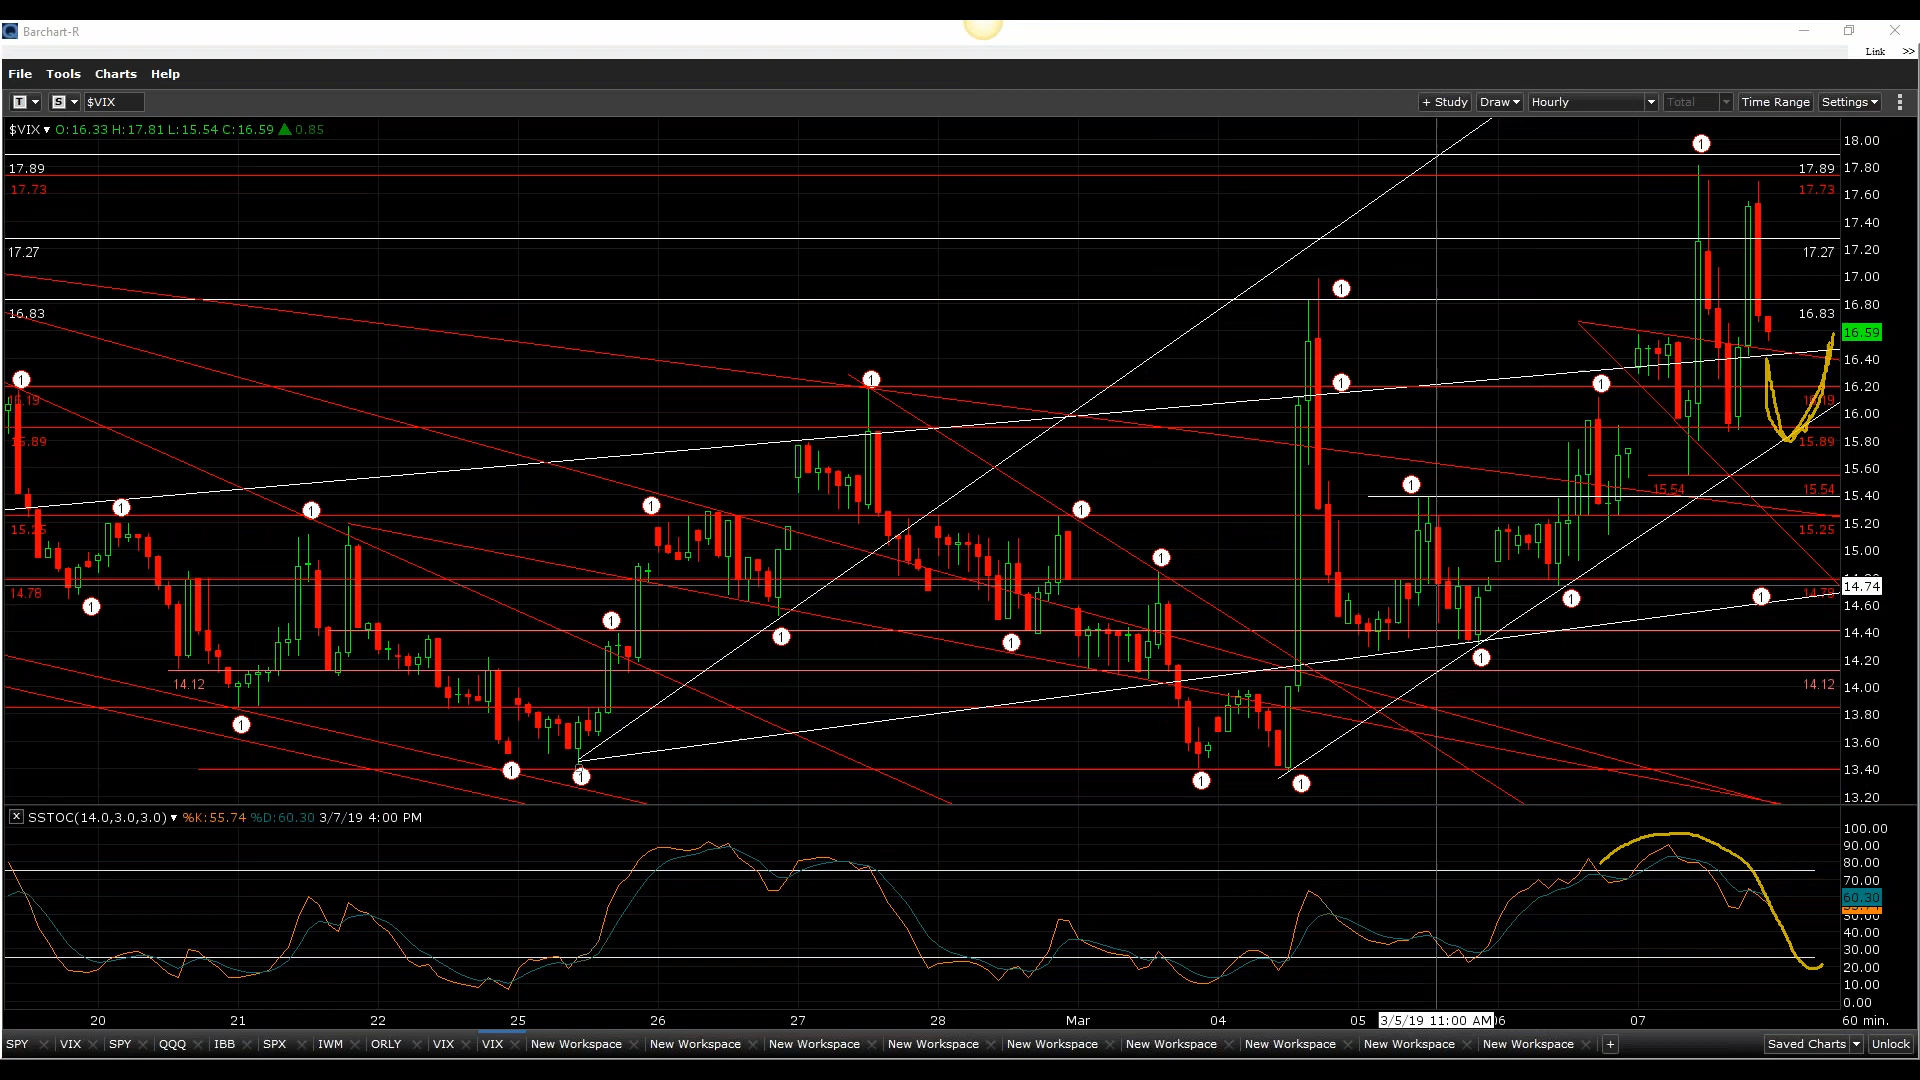 Barchart-R
Link >>
File Tools Charts Help
T S $VIX + Study Draw Hourly Total Time Range Settings
$VIX O:16.33 H:17.81 L:15.54 C:16.59 0.85
18.00
17.89 17.89 17.80
17.73 17.73
17.60
17.40
17.27 17.27 17.20
17.00
16.80
16.83 16.83
16.59
16.40
16.20
16.00
15.89 15.80
15.60
15.54 15.54 15.40
15.25 15.25 15.20
15.00
14.78 14.74
14.60
14.40
14.20
14.12 14.12 14.00
13.80
13.60
13.40
13.20
SSTOC(14.0,3.0,3.0) %K:55.74 %D:60.30 3/7/19 4:00 PM
100.00
90.00
80.00
70.00
60.30
50.00
40.00
30.00
20.00
10.00
0.00
20 21 22 25 26 27 28 Mar 04 05 3/5/19 11:00 AM 07 60 min.
SPY VIX SPY QQQ IBB SPX IWM ORLY VIX VIX New Workspace New Workspace New Workspace New Workspace New Workspace New Workspace New Workspace New Workspace New Workspace + Saved Charts Unlock